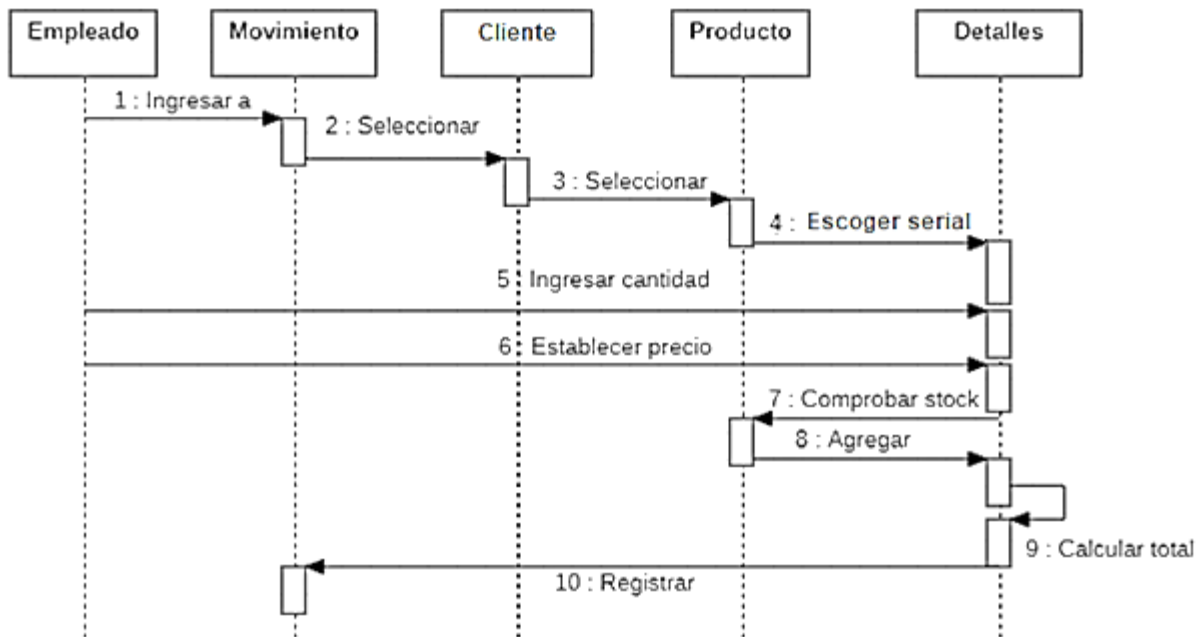 Empleado
Movimiento
Cliente
Producto
Detalles
1 : Ingresar a
2 : Seleccionar
3 : Seleccionar
4 : Escoger serial
5 : Ingresar cantidad
6 : Establecer precio
7 : Comprobar stock
8 : Agregar
9 : Calcular total
10 : Registrar